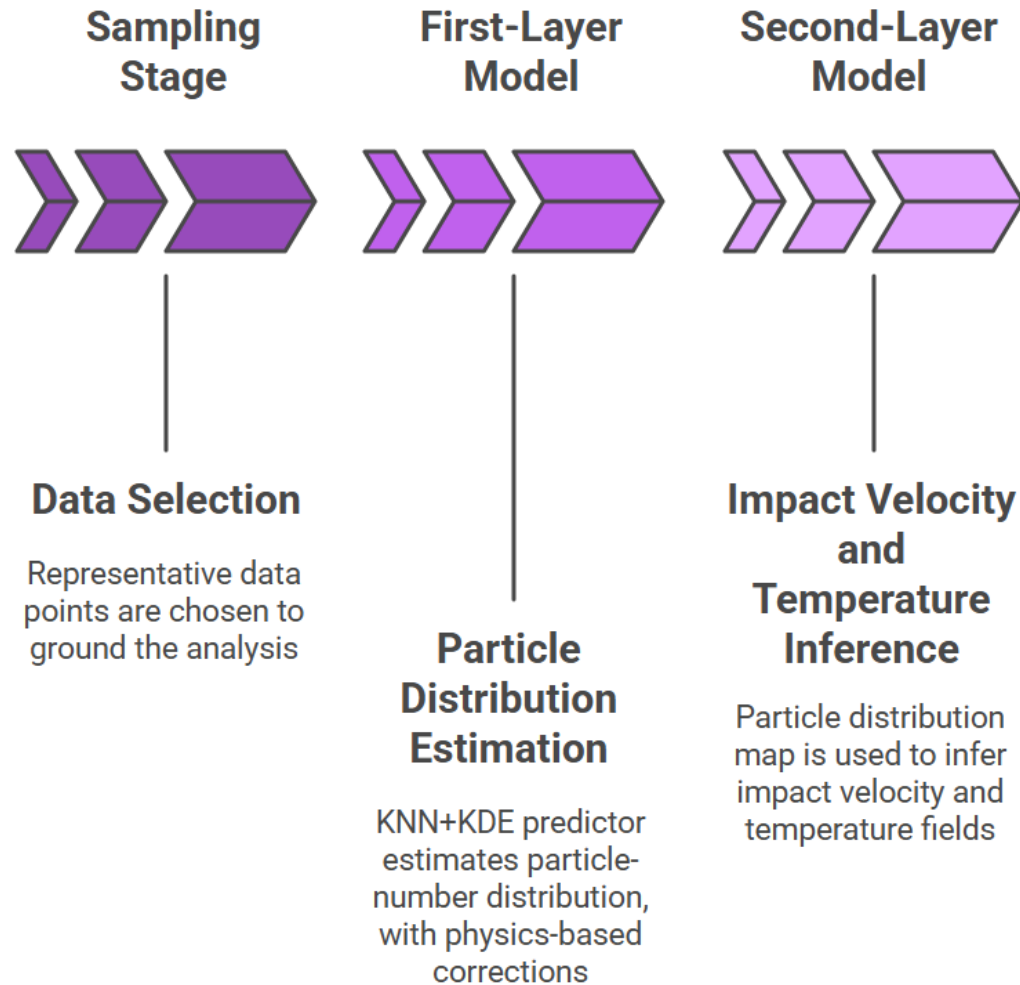 Sampling
Stage
First-Layer
Model
Second-Layer
Model
Data Selection
Representative data
points are chosen to
ground the analysis
Particle
Distribution
Estimation
KNN+KDE predictor
estimates particle-
number distribution,
with physics-based
corrections
Impact Velocity
and
Temperature
Inference
Particle distribution
map is used to infer
impact velocity and
temperature fields